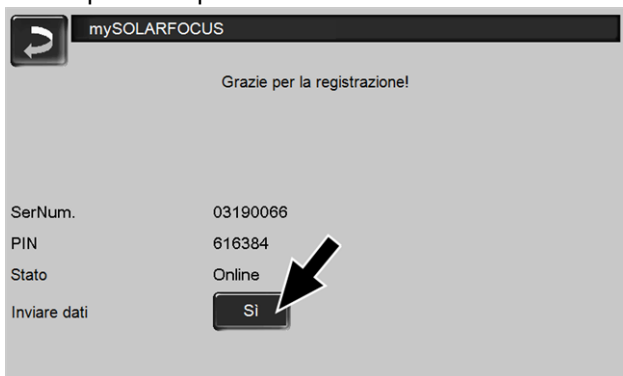 mySOLARFOCUS
Grazie per la registrazione!
SerNum. 03190066
PIN 616384
Stato Online
Inviare dati Sì